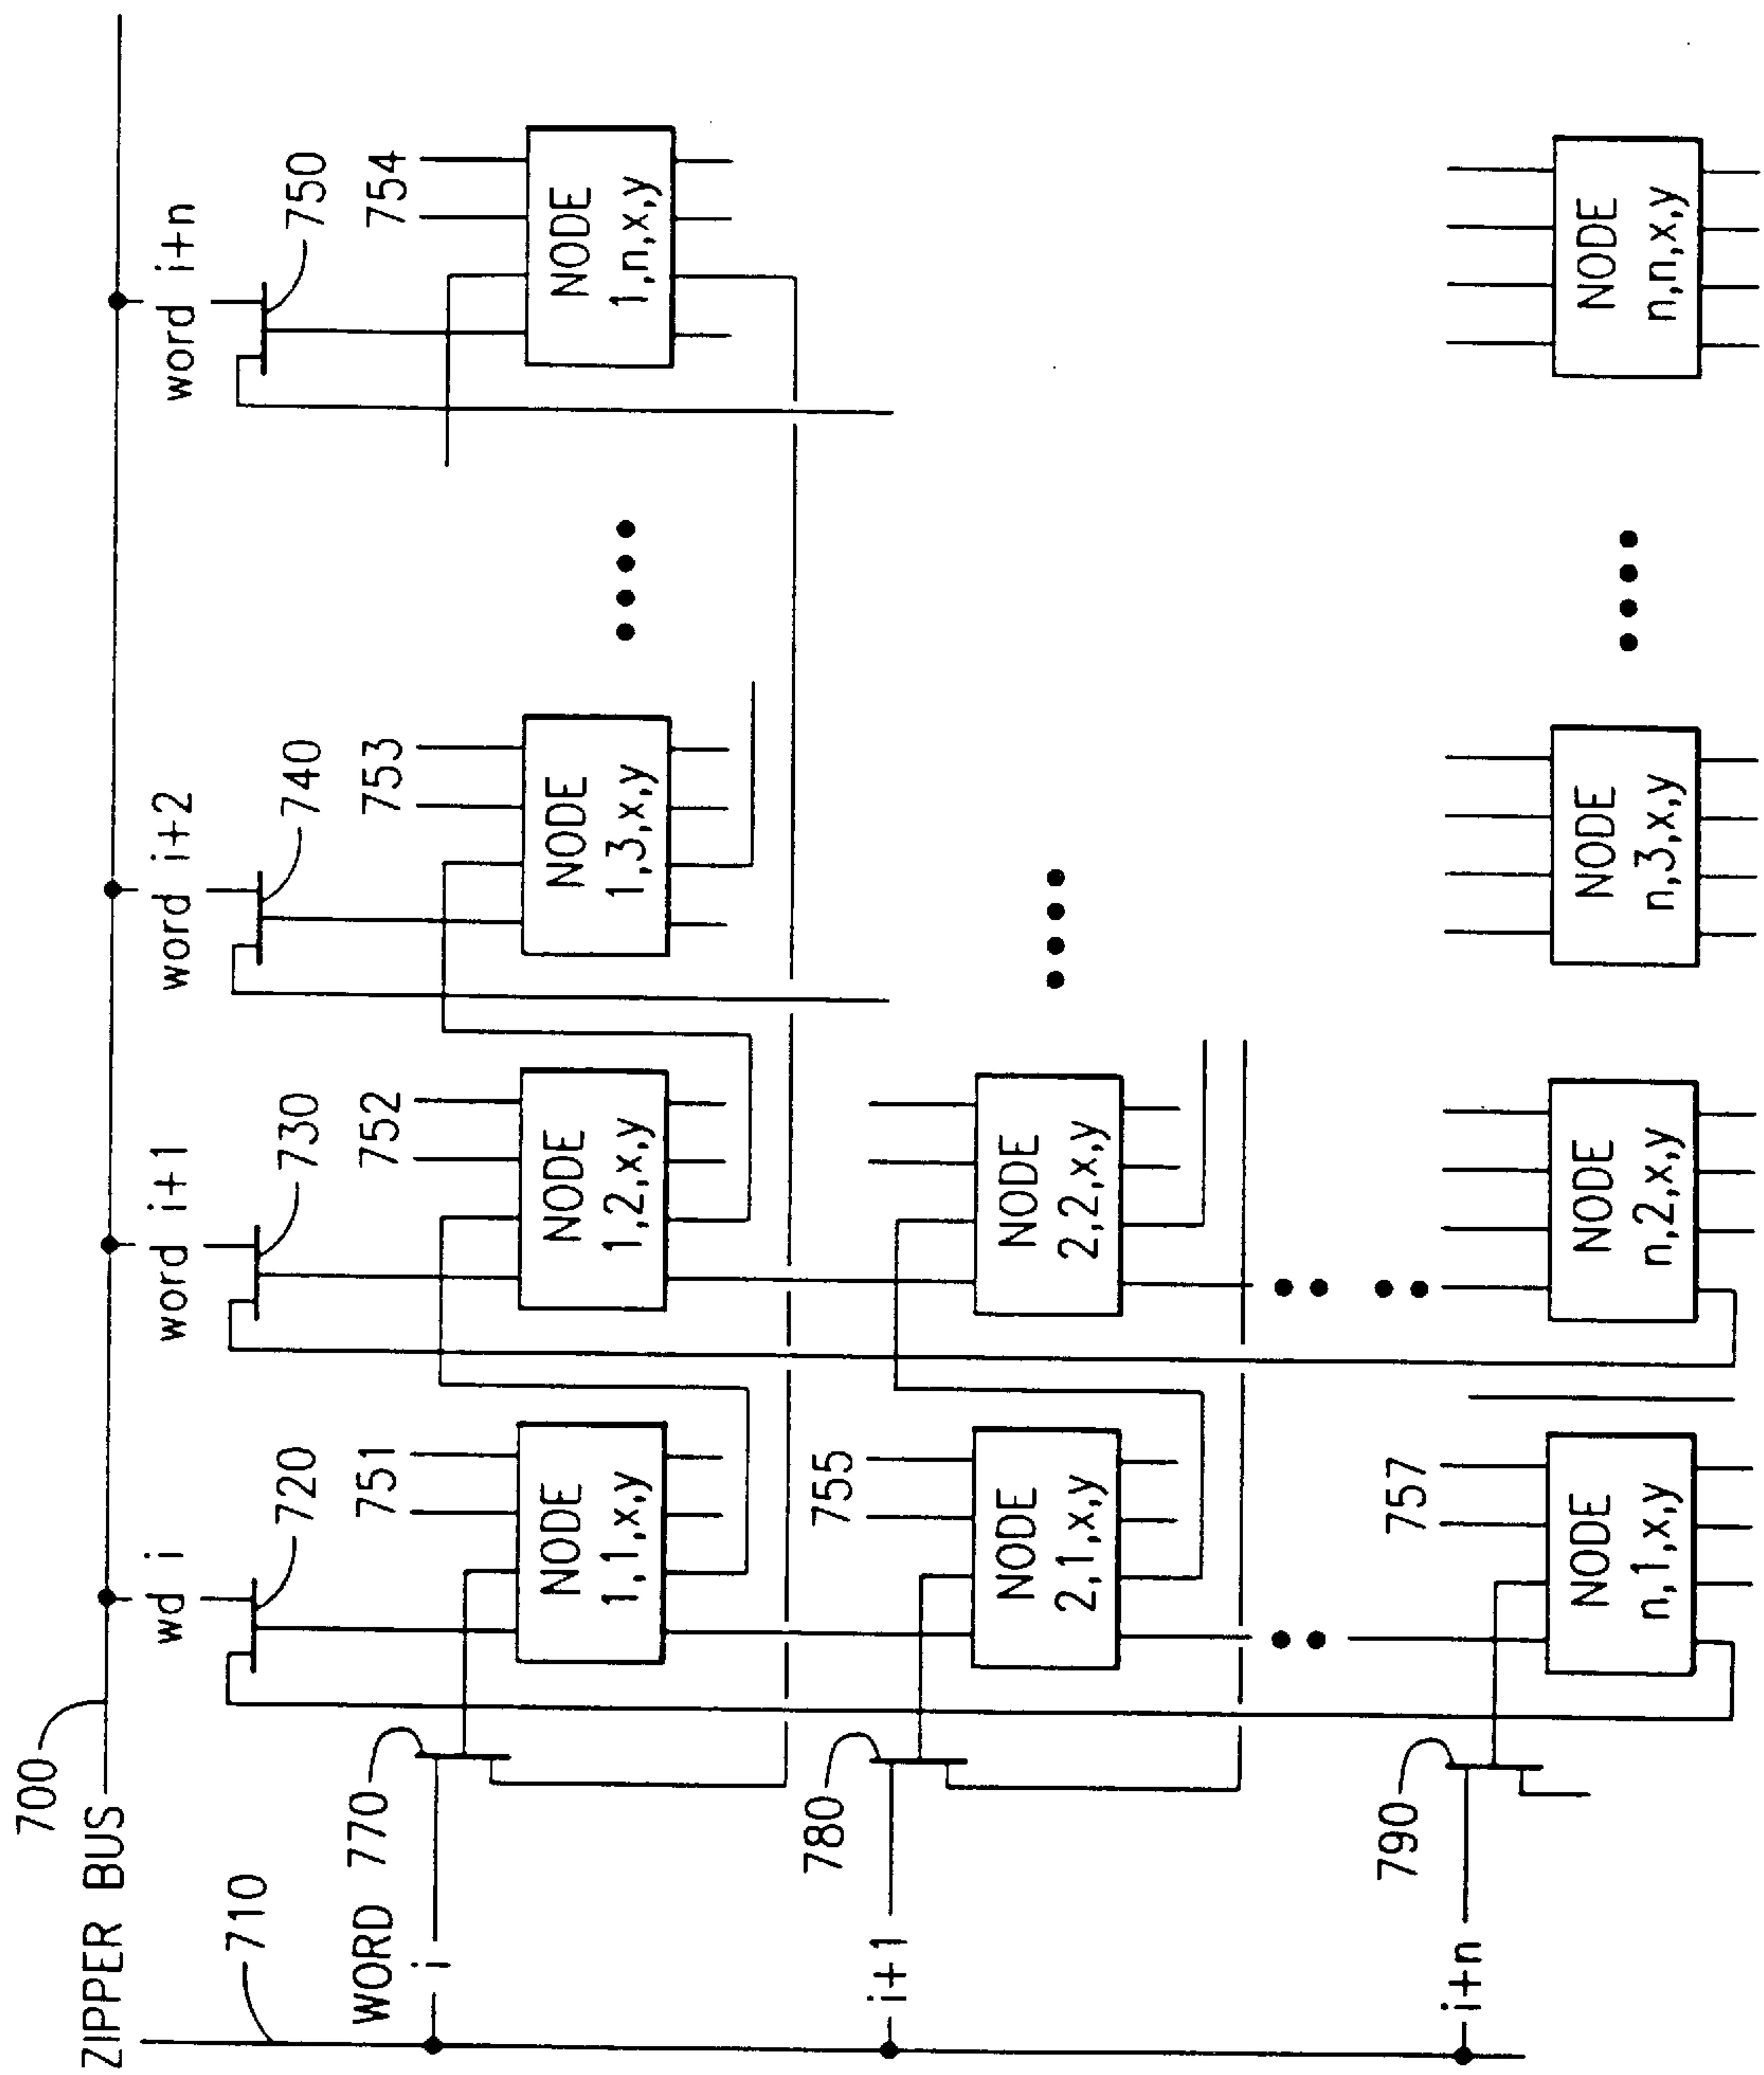 700
ZIPPER BUS
710
wd i
word i+1
word i+2
word i+n
720
730
740
750
WORD 770
i
751
752
753
754
NODE
1,1,x,y
NODE
1,2,x,y
NODE
1,3,x,y
NODE
1,n,x,y
780
i+1
755
NODE
2,1,x,y
NODE
2,2,x,y
790
i+n
757
NODE
n,1,x,y
NODE
n,2,x,y
NODE
n,3,x,y
NODE
n,n,x,y